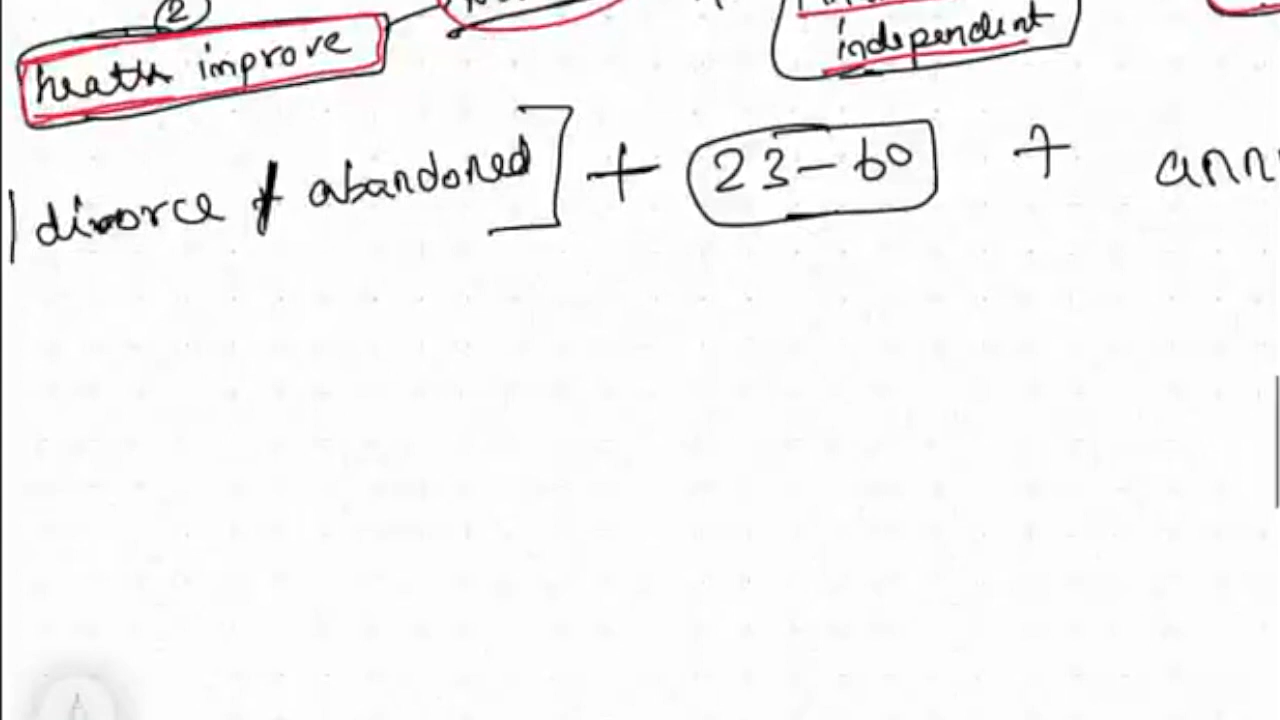 ②
independent
heath improve
| divorce & abandoned ] + 23-60 + ann